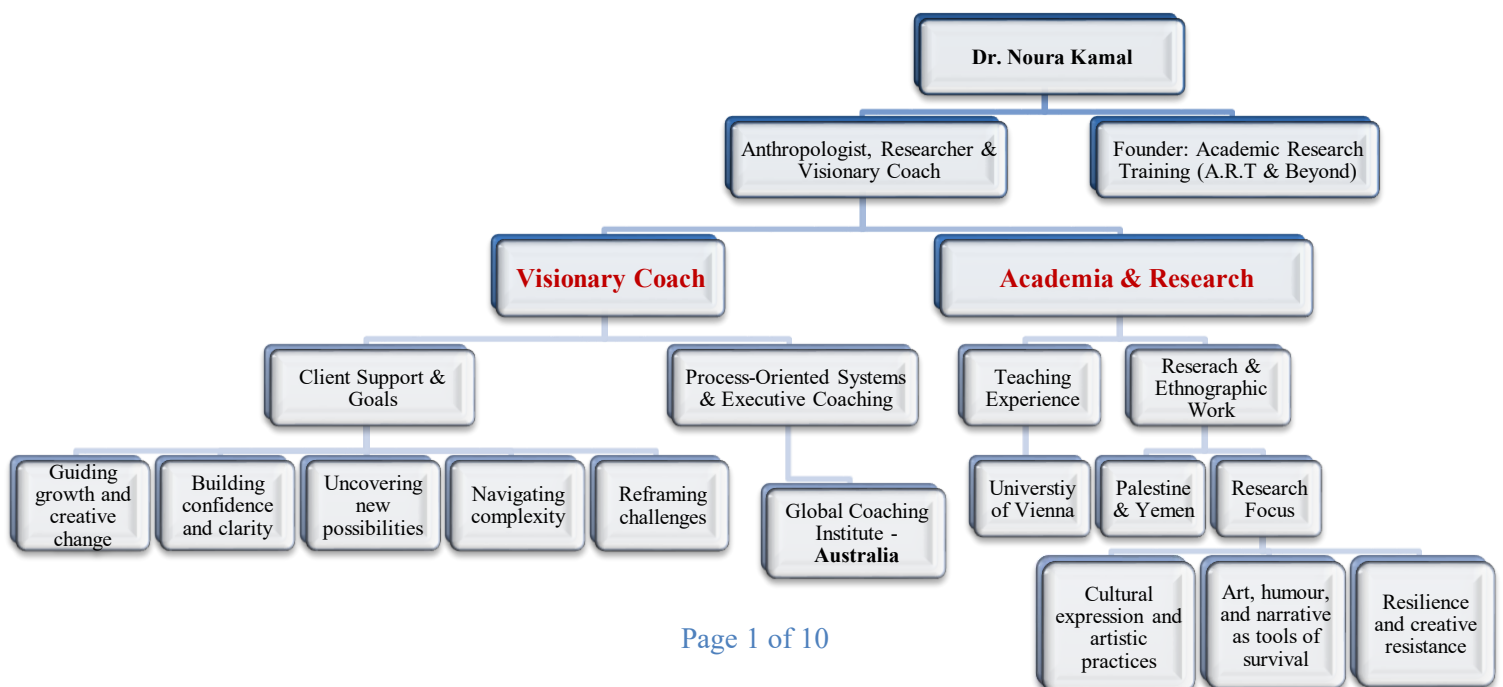 Dr. Noura Kamal
Anthropologist, Researcher &
Visionary Coach
Founder: Academic Research
Training (A.R.T & Beyond)
Visionary Coach
Academia & Research
Client Support &
Goals
Process-Oriented Systems
& Executive Coaching
Teaching
Experience
Reserach &
Ethnographic
Work
Guiding
growth and
creative
change
Building
confidence
and clarity
Uncovering
new
possibilities
Navigating
complexity
Reframing
challenges
Global Coaching
Institute -
Australia
Universtiy
of Vienna
Palestine
& Yemen
Research
Focus
Cultural
expression and
artistic
practices
Art, humour,
and narrative
as tools of
survival
Resilience
and creative
resistance
Page 1 of 10